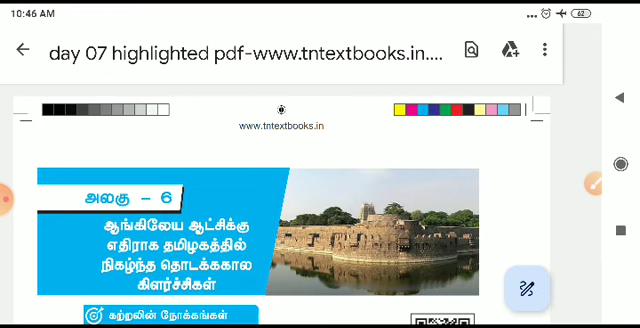 10:46 AM
62
day 07 highlighted pdf-www.tntextbooks.in....
www.tntextbooks.in
அலகு - 6
ஆங்கிலேய ஆட்சிக்கு
எதிராக தமிழகத்தில்
நிகழ்ந்த தொடக்ககால
கிளர்ச்சிகள்
கற்றலின் நோக்கங்கள்